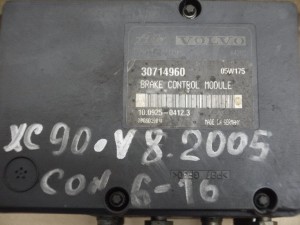 VOLVO
30714960 05W175
BRAKE CONTROL MODULE
10.0925-0412.3
MADE IN GERMANY
XC90.V8.2005
CON 6-16